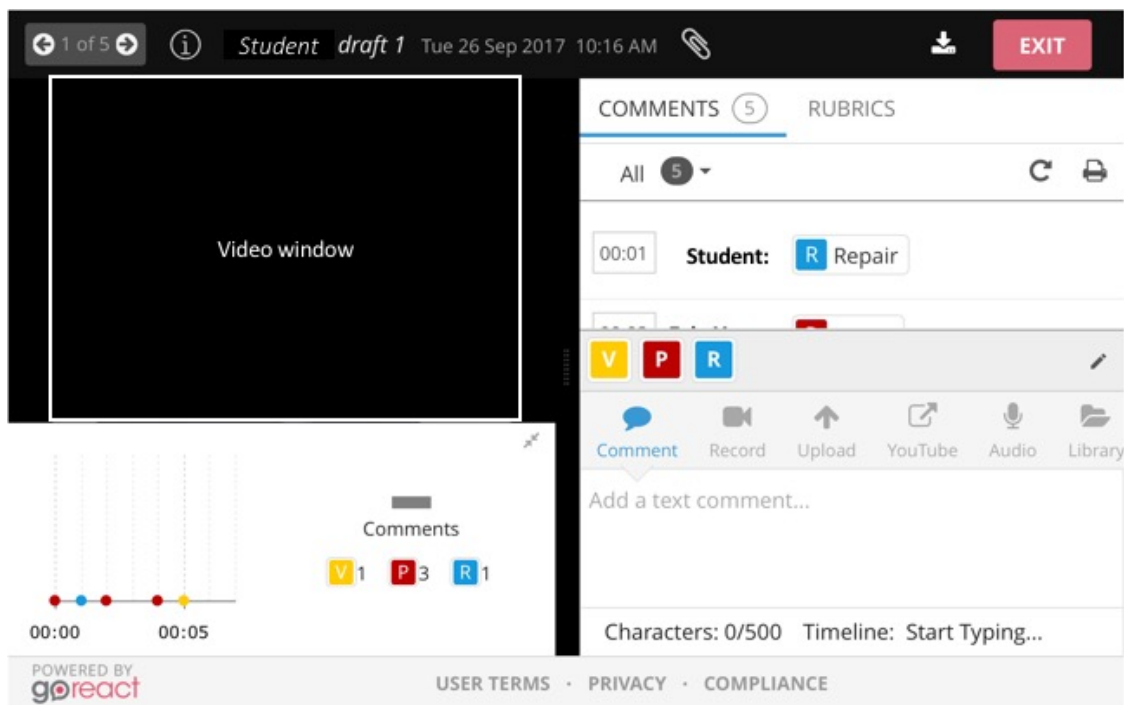 1 of 5 Student draft 1 Tue 26 Sep 2017 10:16 AM EXIT
Video window
COMMENTS 5 RUBRICS
All 5
00:01 Student: R Repair
V P R
Comment Record Upload YouTube Audio Library
Add a text comment...
Characters: 0/500 Timeline: Start Typing...
Comments
V 1 P 3 R 1
00:00 00:05
POWERED BY
goreact
USER TERMS · PRIVACY · COMPLIANCE